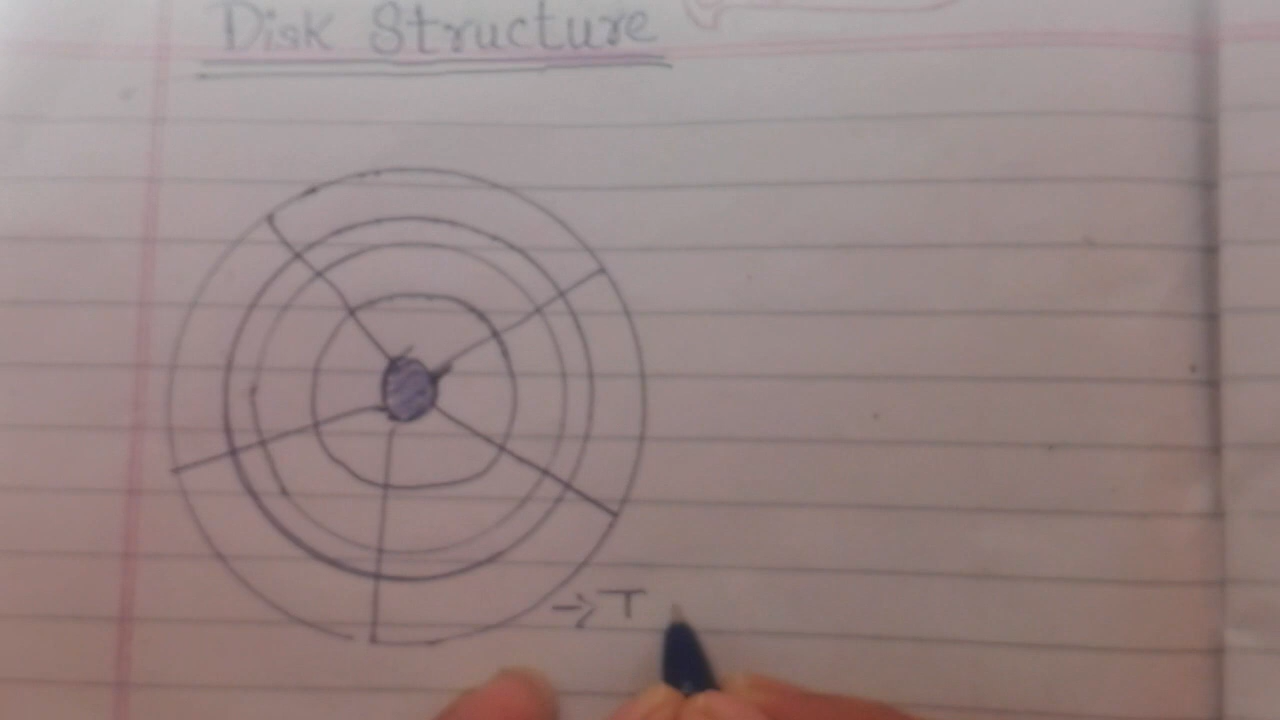 Disk Structure
→ T